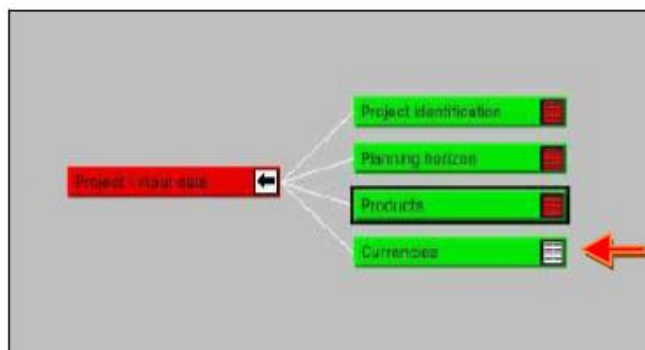 Project - input data
Project identification
Planning horizon
Products
Currencies